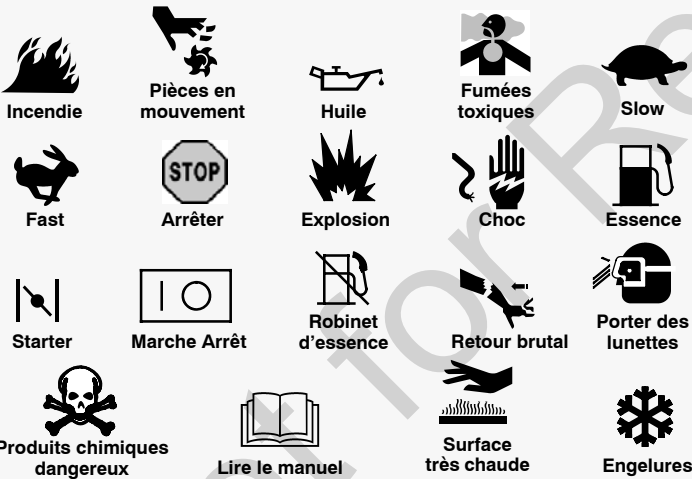 Incendie
Pièces en
mouvement
Huile
Fumées
toxiques
Slow
Fast
STOP
Arrêter
Explosion
Choc
Essence
Starter
Marche Arrêt
Robinet
d'essence
Retour brutal
Porter des
lunettes
Produits chimiques
dangereux
Lire le manuel
Surface
très chaude
Engelures